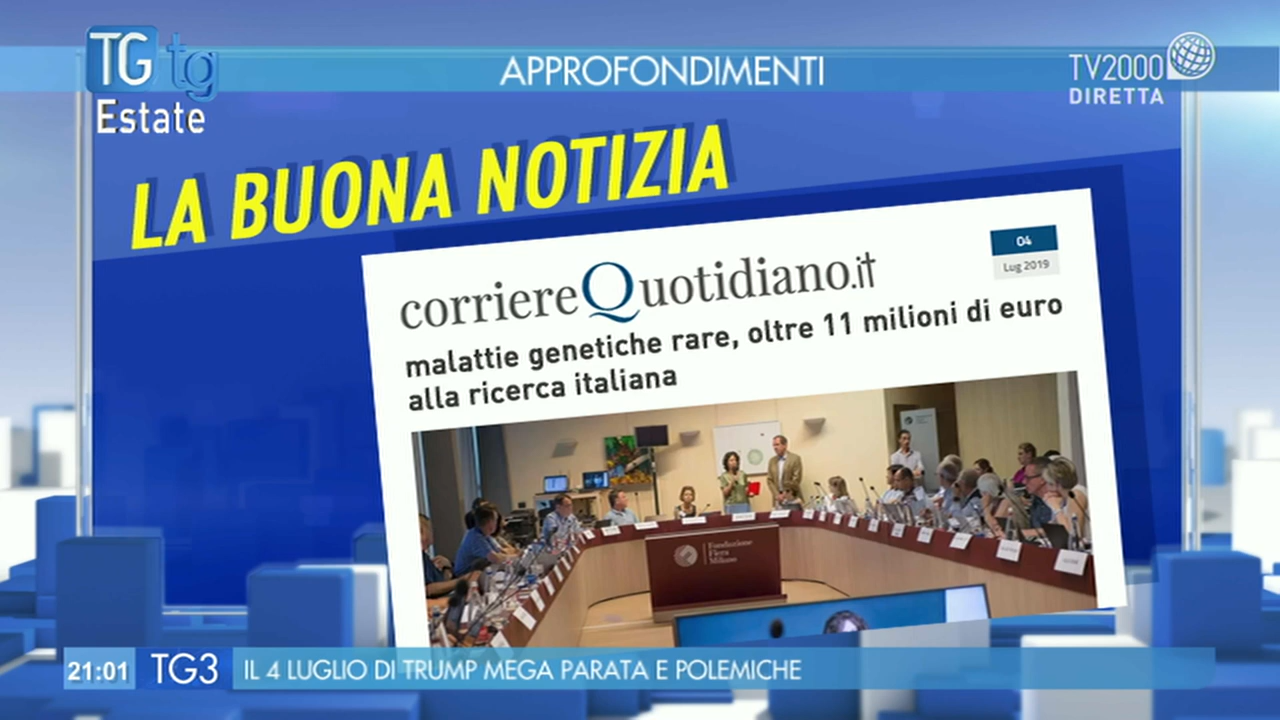 TG tg
Estate
APPROFONDIMENTI
TV2000
DIRETTA
LA BUONA NOTIZIA
corriereQuotidiano.it
04
Lug 2019
malattie genetiche rare, oltre 11 milioni di euro
alla ricerca italiana
Fondazione
Fiera
Milano
21:01 TG3 IL 4 LUGLIO DI TRUMP MEGA PARATA E POLEMICHE